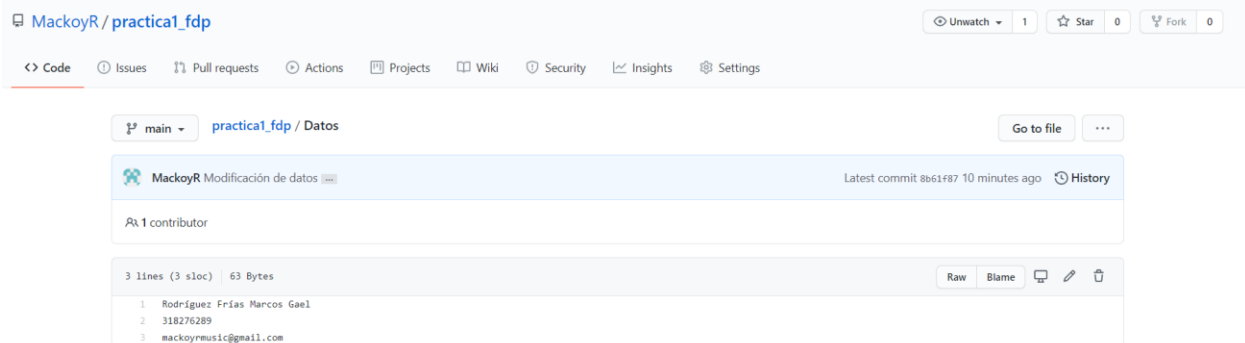 MackoyR / practica1_fdp
Unwatch 1 Star 0 Fork 0
<> Code Issues Pull requests Actions Projects Wiki Security Insights Settings
main practica1_fdp / Datos Go to file ...
MackoyR Modificación de datos ... Latest commit 8b61f87 10 minutes ago History
1 contributor
3 lines (3 sloc) 63 Bytes Raw Blame
1 Rodríguez Frías Marcos Gael
2 318276289
3 mackoyrmusic@gmail.com